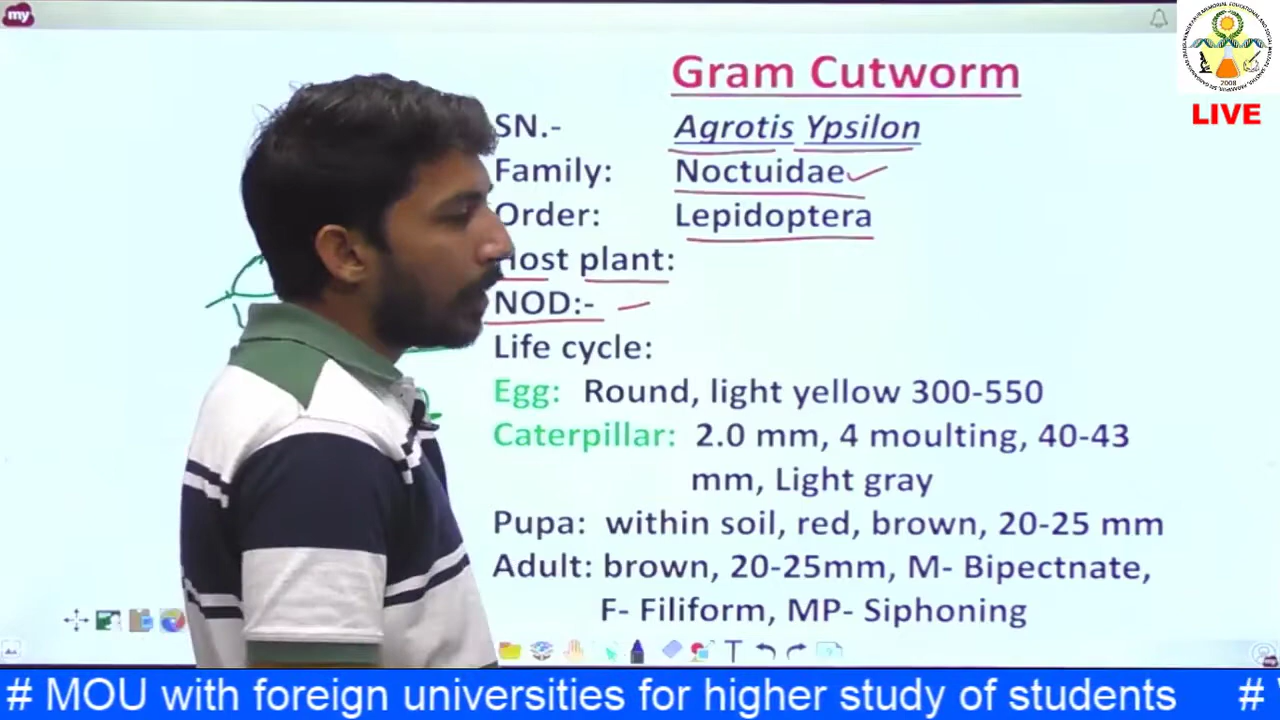 my
Gram Cutworm
SN.- Agrotis Ypsilon
Family: Noctuidae
Order: Lepidoptera
Host plant:
NOD:-
Life cycle:
Egg: Round, light yellow 300-550
Caterpillar: 2.0 mm, 4 moulting, 40-43
mm, Light gray
Pupa: within soil, red, brown, 20-25 mm
Adult: brown, 20-25mm, M- Bipectnate,
F- Filiform, MP- Siphoning
2008
LIVE
# MOU with foreign universities for higher study of students #